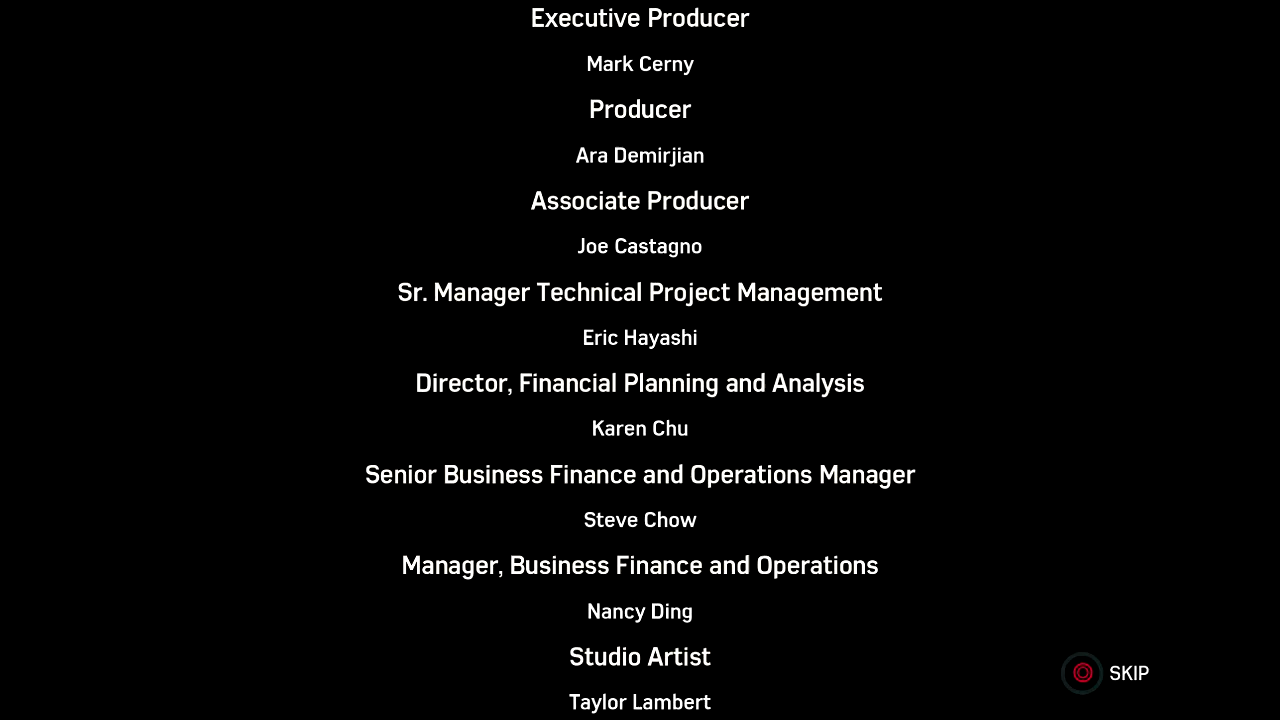 Executive Producer
Mark Cerny
Producer
Ara Demirjian
Associate Producer
Joe Castagno
Sr. Manager Technical Project Management
Eric Hayashi
Director, Financial Planning and Analysis
Karen Chu
Senior Business Finance and Operations Manager
Steve Chow
Manager, Business Finance and Operations
Nancy Ding
Studio Artist
SKIP
Taylor Lambert